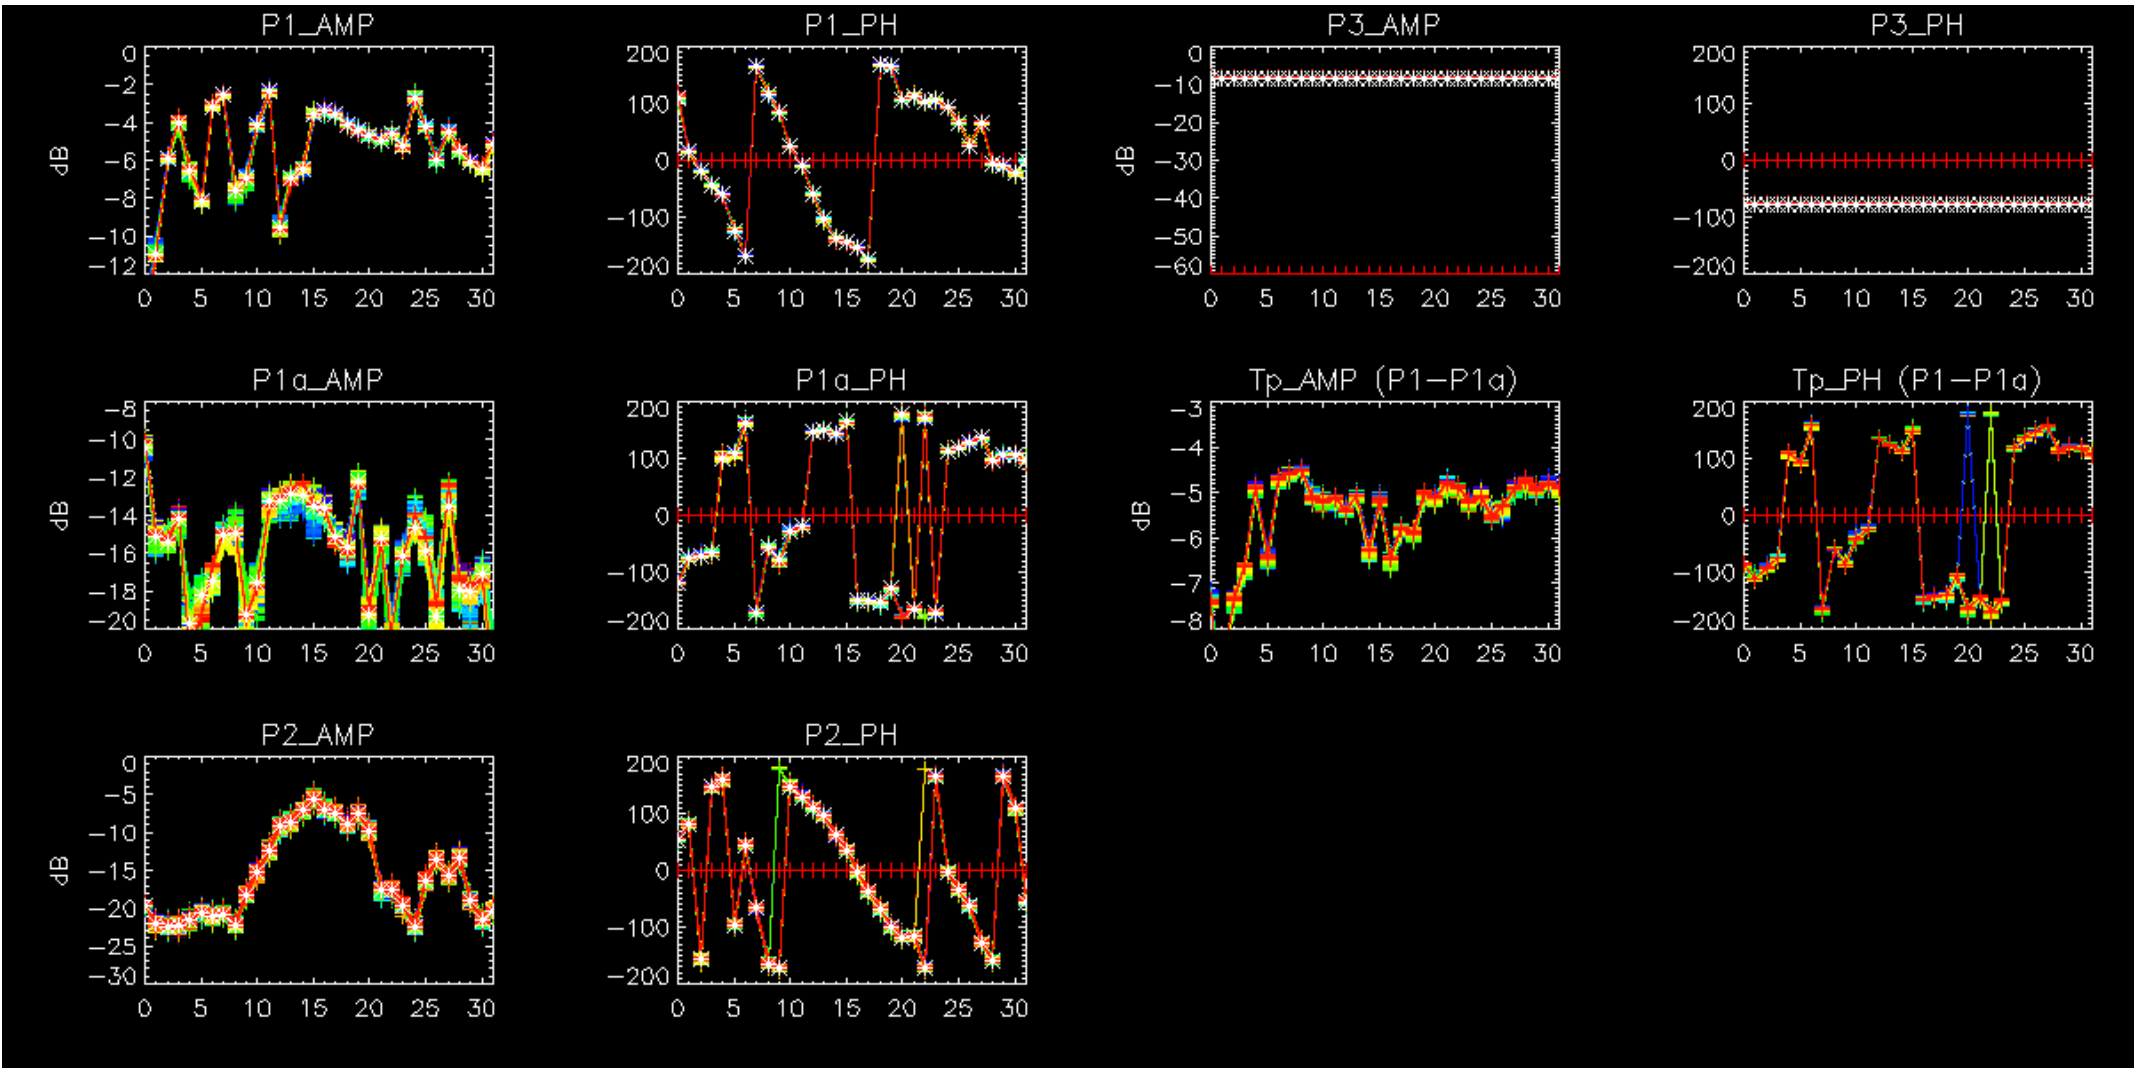 P1_AMP
0
−2
−4
−6
−8
−10
−12
dB
0 5 10 15 20 25 30
P1_PH
200
100
0
−100
−200
0 5 10 15 20 25 30
P3_AMP
0
−10
−20
−30
−40
−50
−60
dB
0 5 10 15 20 25 30
P3_PH
200
100
0
−100
−200
0 5 10 15 20 25 30
P1a_AMP
−8
−10
−12
−14
−16
−18
−20
dB
0 5 10 15 20 25 30
P1a_PH
200
100
0
−100
−200
0 5 10 15 20 25 30
Tp_AMP (P1−P1a)
−3
−4
−5
−6
−7
−8
dB
0 5 10 15 20 25 30
Tp_PH (P1−P1a)
200
100
0
−100
−200
0 5 10 15 20 25 30
P2_AMP
0
−5
−10
−15
−20
−25
−30
dB
0 5 10 15 20 25 30
P2_PH
200
100
0
−100
−200
0 5 10 15 20 25 30